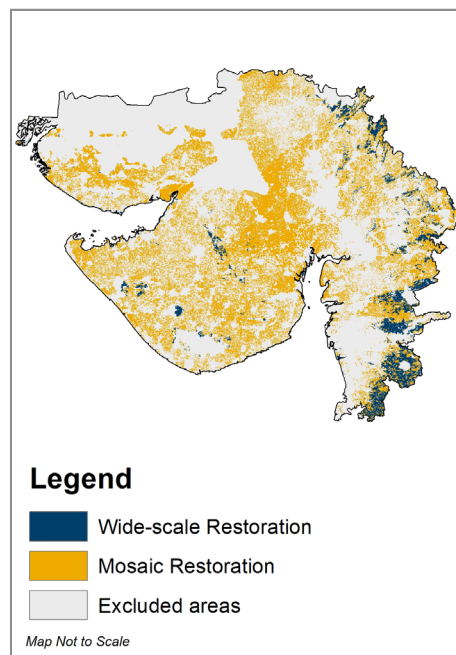 Legend
Wide-scale Restoration
Mosaic Restoration
Excluded areas
Map Not to Scale